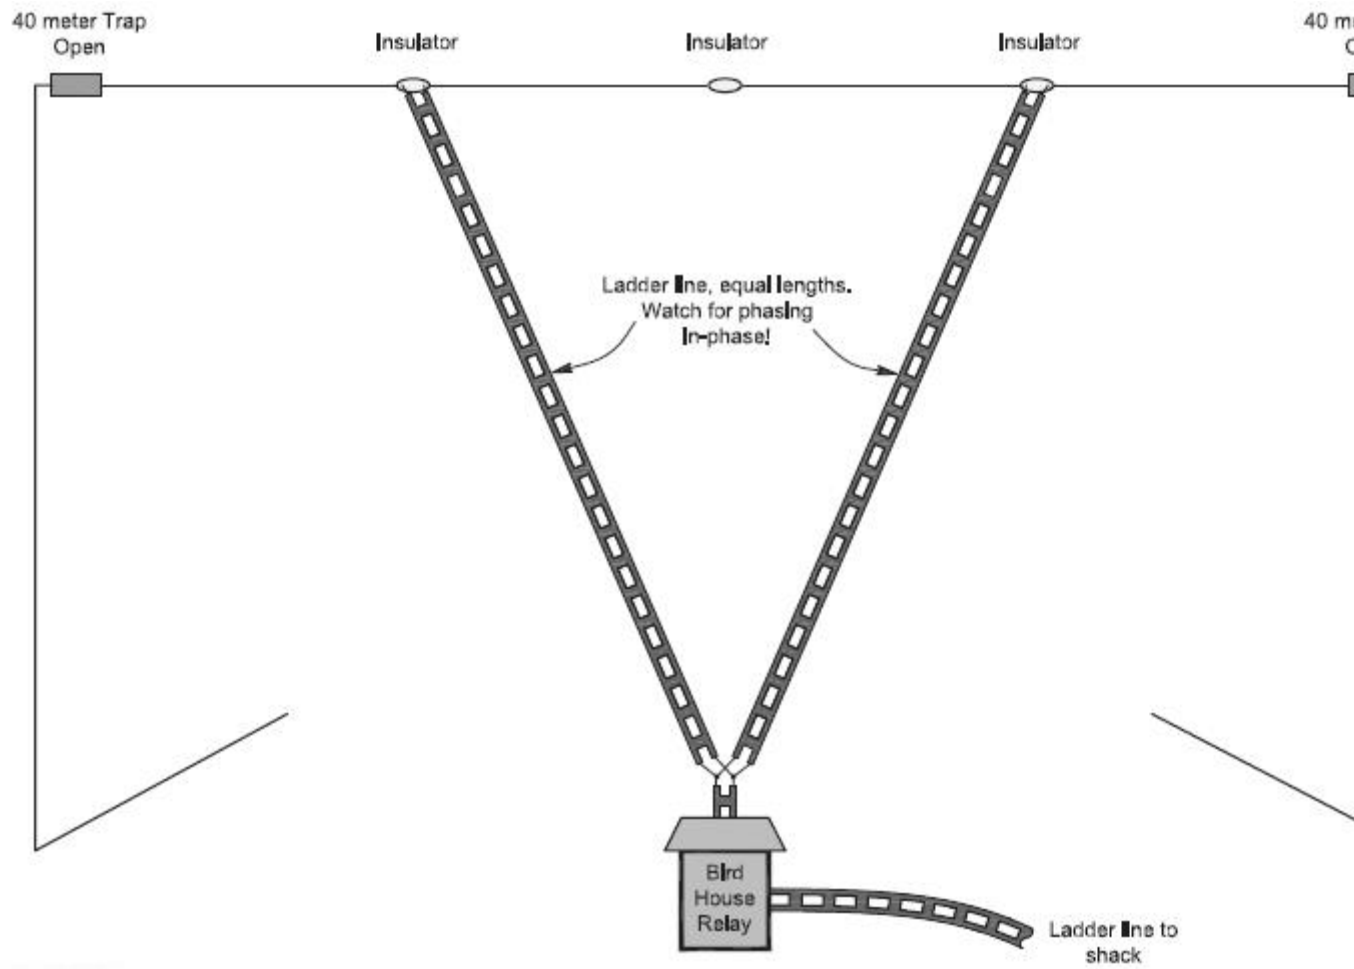 40 meter Trap
Open
Insulator
Insulator
Insulator
40 m
Ladder line, equal lengths.
Watch for phasing
In-phase!
Bird
House
Relay
Ladder line to
shack